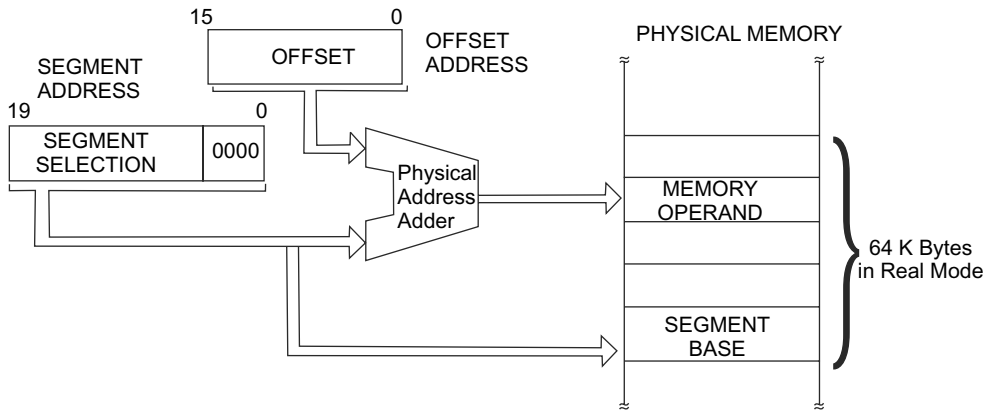 15
0
OFFSET
OFFSET
ADDRESS
PHYSICAL MEMORY
SEGMENT
ADDRESS
19
0
SEGMENT
SELECTION
0000
Physical
Address
Adder
MEMORY
OPERAND
64 K Bytes
in Real Mode
SEGMENT
BASE